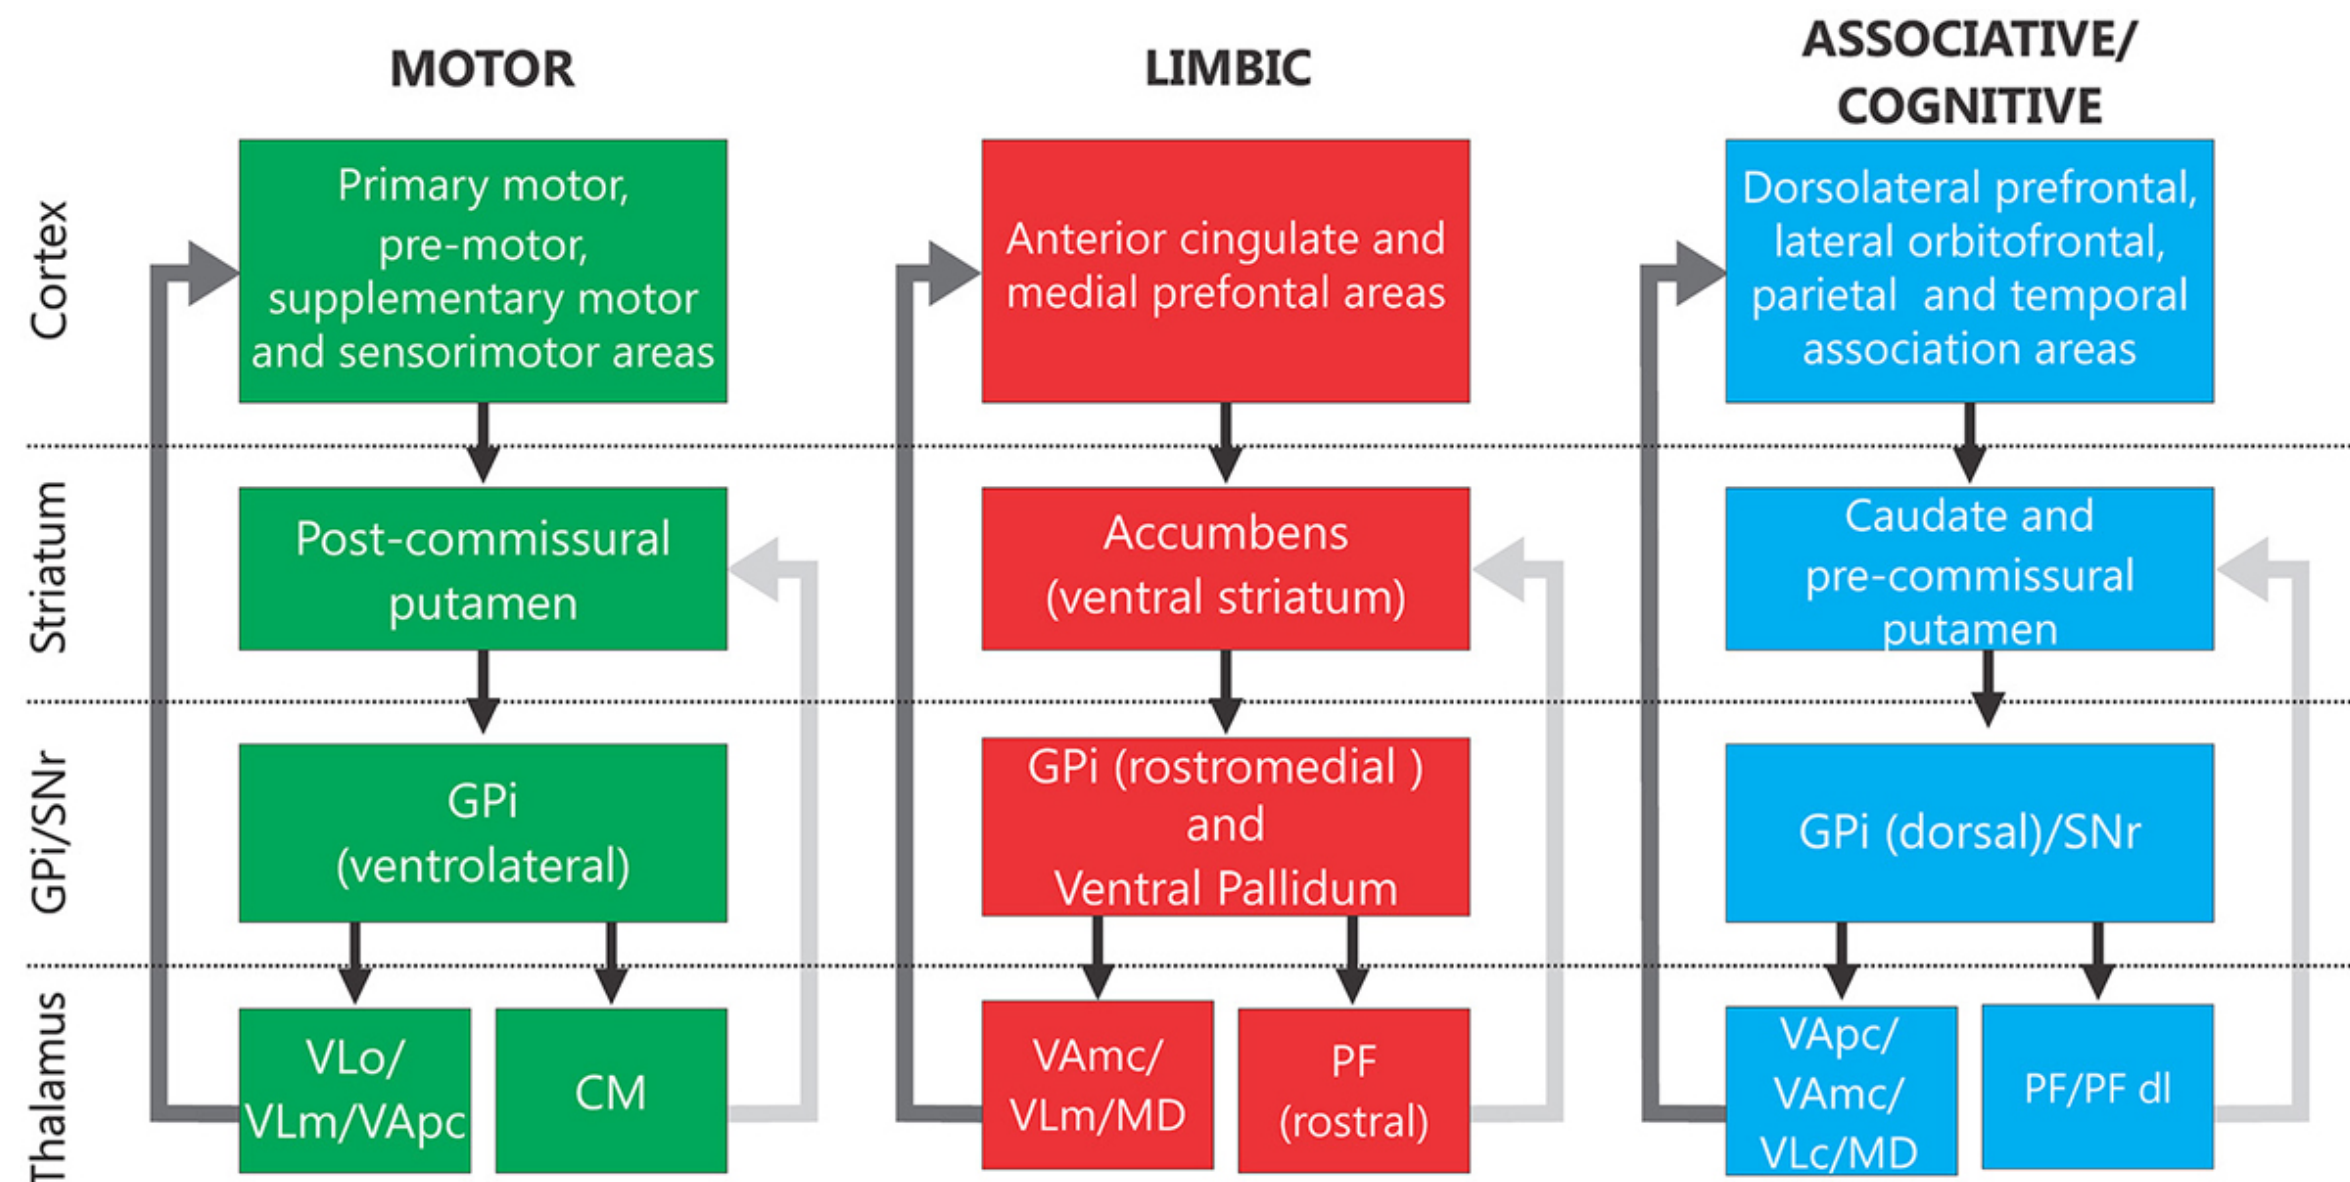 MOTOR
LIMBIC
ASSOCIATIVE/
COGNITIVE
Cortex
Primary motor,
pre-motor,
supplementary motor
and sensorimotor areas
Anterior cingulate and
medial prefontal areas
Dorsolateral prefrontal,
lateral orbitofrontal,
parietal and temporal
association areas
Striatum
Post-commissural
putamen
Accumbens
(ventral striatum)
Caudate and
pre-commissural
putamen
GPi/SNr
GPi
(ventrolateral)
GPi (rostromedial )
and
Ventral Pallidum
GPi (dorsal)/SNr
Thalamus
VLo/
VLm/VApc
CM
VAmc/
VLm/MD
PF
(rostral)
VApc/
VAmc/
VLc/MD
PF/PF dl